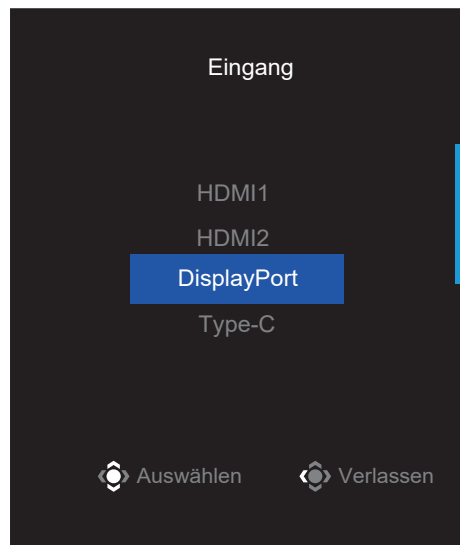 Eingang
HDMI1
HDMI2
DisplayPort
Type-C
Auswählen Verlassen